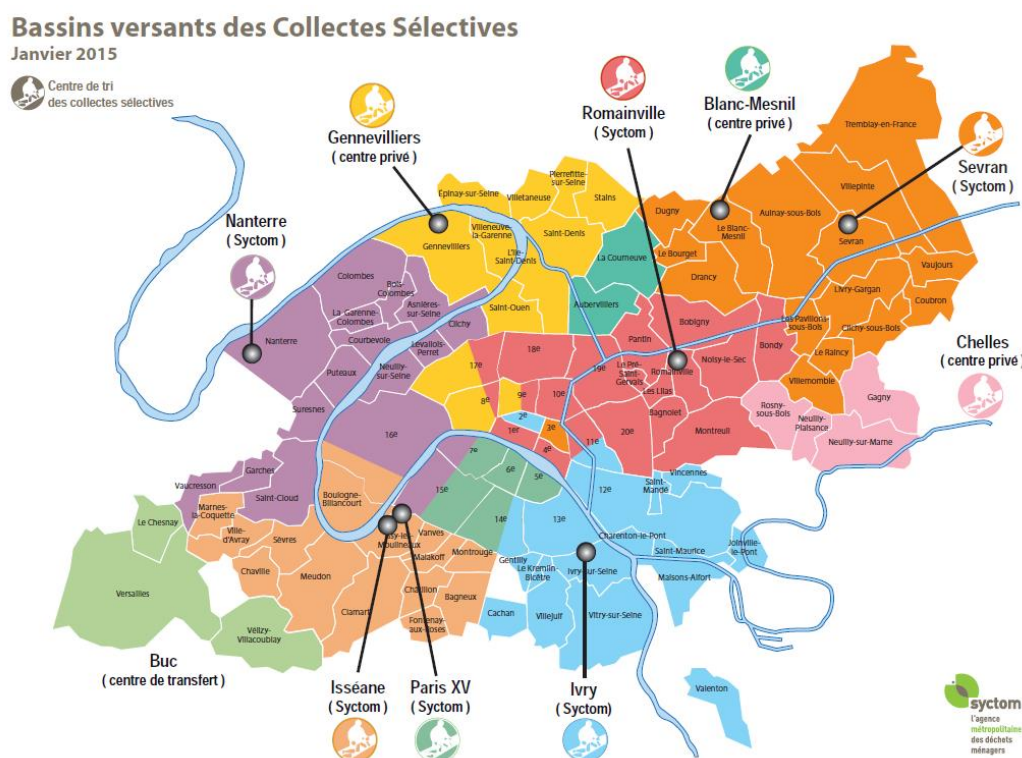 Bassins versants des Collectes Sélectives
Janvier 2015
Centre de tri
des collectes sélectives
Gennevilliers
( centre privé )
Romainville
( Syctom )
Blanc-Mesnil
( centre privé )
Sevran
( Syctom )
Nanterre
( Syctom )
Chelles
( centre privé )
Tremblay-en-France
Villepinte
Aulnay-sous-Bois
Sevran
Le Blanc-
Mesnil
Dugny
Le Bourget
Drancy
Vaujours
Livry-Gargan
Coubron
Clichy-sous-Bois
Les Pavillons-
sous-Bois
Le Raincy
Villemomble
Pierrefitte-
sur-Seine
Épinay-sur-Seine
Villetaneuse
Stains
Villeneuve-
la-Garenne
Saint-Denis
Gennevilliers
L'Île-
Saint-Denis
Saint-Ouen
La Courneuve
Aubervilliers
Colombes
Bois-
Colombes
Asnières-
sur-Seine
La Garenne-
Colombes
Clichy
Courbevoie
Levallois-
Perret
Nanterre
Puteaux
Neuilly-
sur-Seine
Suresnes
Garches
Vaucresson
Saint-Cloud
Bobigny
Pantin
Bondy
Noisy-le-Sec
Le Pré-
Saint-
Gervais
Romainville
Les Lilas
Bagnolet
Montreuil
Rosny-
sous-Bois
Neuilly-
Plaisance
Gagny
Neuilly-sur-Marne
17e
18e
19e
8e
9e
10e
2e
3e
1er
4e
11e
20e
16e
7e
6e
5e
15e
14e
13e
12e
Vincennes
Saint-
Mandé
Charenton-le-Pont
Saint-Maurice
Joinville-
le-Pont
Maisons-Alfort
Gentilly
Le Kremlin-
Bicêtre
Ivry-sur-Seine
Cachan
Villejuif
Vitry-sur-Seine
Valenton
Boulogne-
Billancourt
Marnes-
la-Coquette
Ville-
d'Avray
Sèvres
Chaville
Meudon
Issy-les-
Moulineaux
Vanves
Malakoff
Montrouge
Châtillon
Bagneux
Clamart
Fontenay-
aux-Roses
Le Chesnay
Versailles
Vélizy-
Villacoublay
Buc
( centre de transfert )
Isséane
( Syctom )
Paris XV
( Syctom )
Ivry
( Syctom)
syctom
l'agence
métropolitaine
des déchets
ménagers